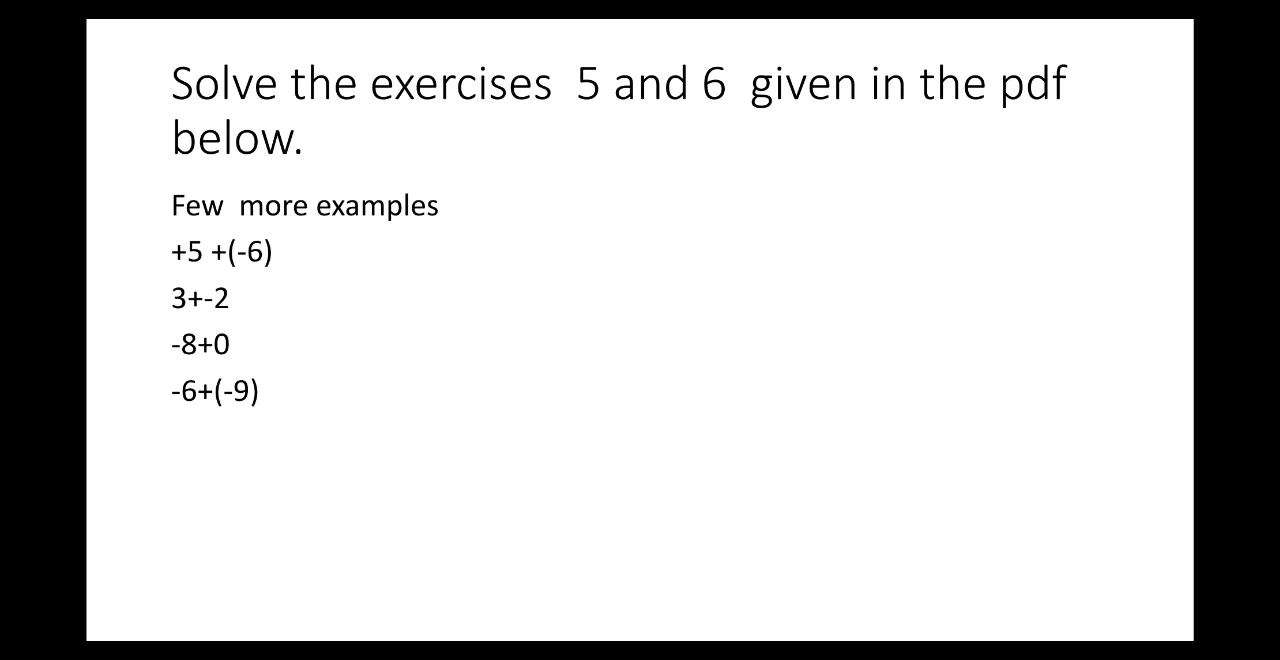 Solve the exercises  5 and 6  given in the pdf
below.
Few  more examples
+5 +(-6)
3+-2
-8+0
-6+(-9)